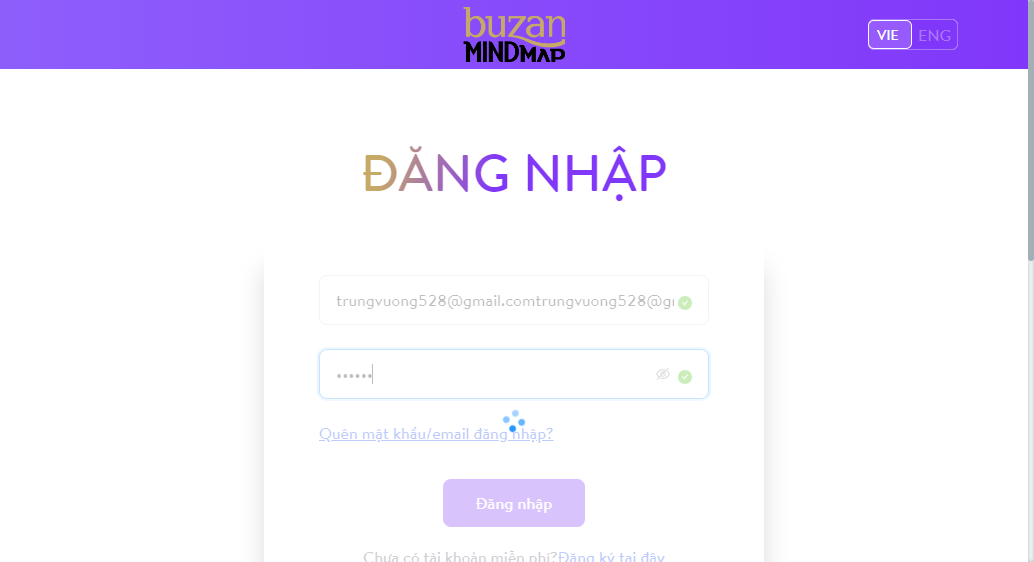 buzan
MINDMAP
VIE ENG
ĐĂNG NHẬP
trungvuong528@gmail.comtrungvuong528@g
••••••
Quên mật khẩu/email đăng nhập?
Đăng nhập
Chưa có tài khoản miễn phí?Đăng ký tại đây